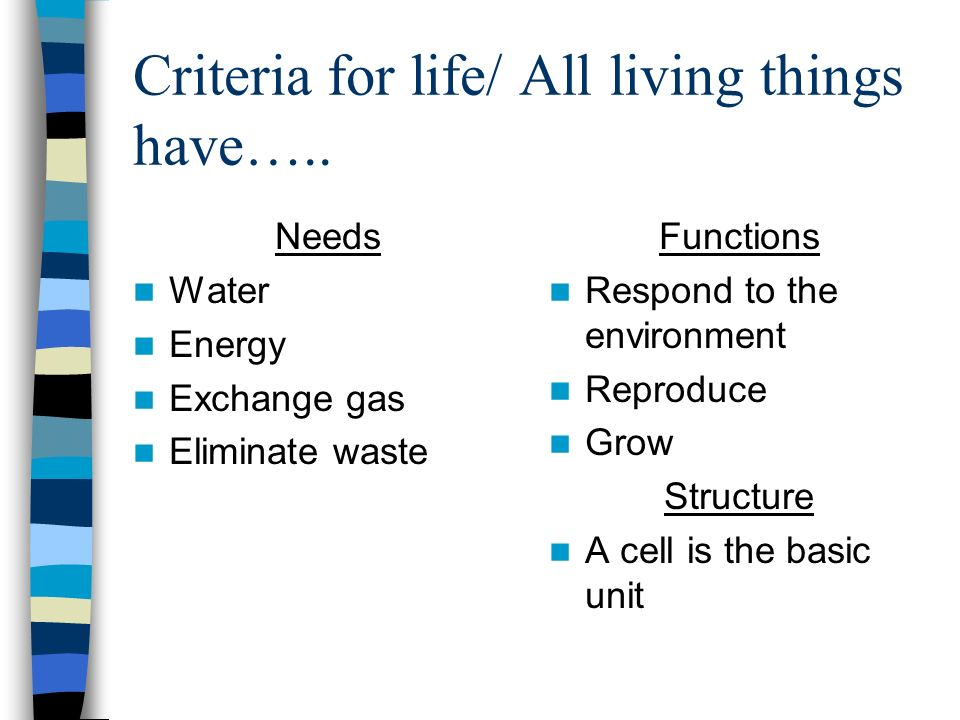 Criteria for life/ All living things
have…..
Needs
Water
Energy
Exchange gas
Eliminate waste
Functions
Respond to the
environment
Reproduce
Grow
Structure
A cell is the basic
unit